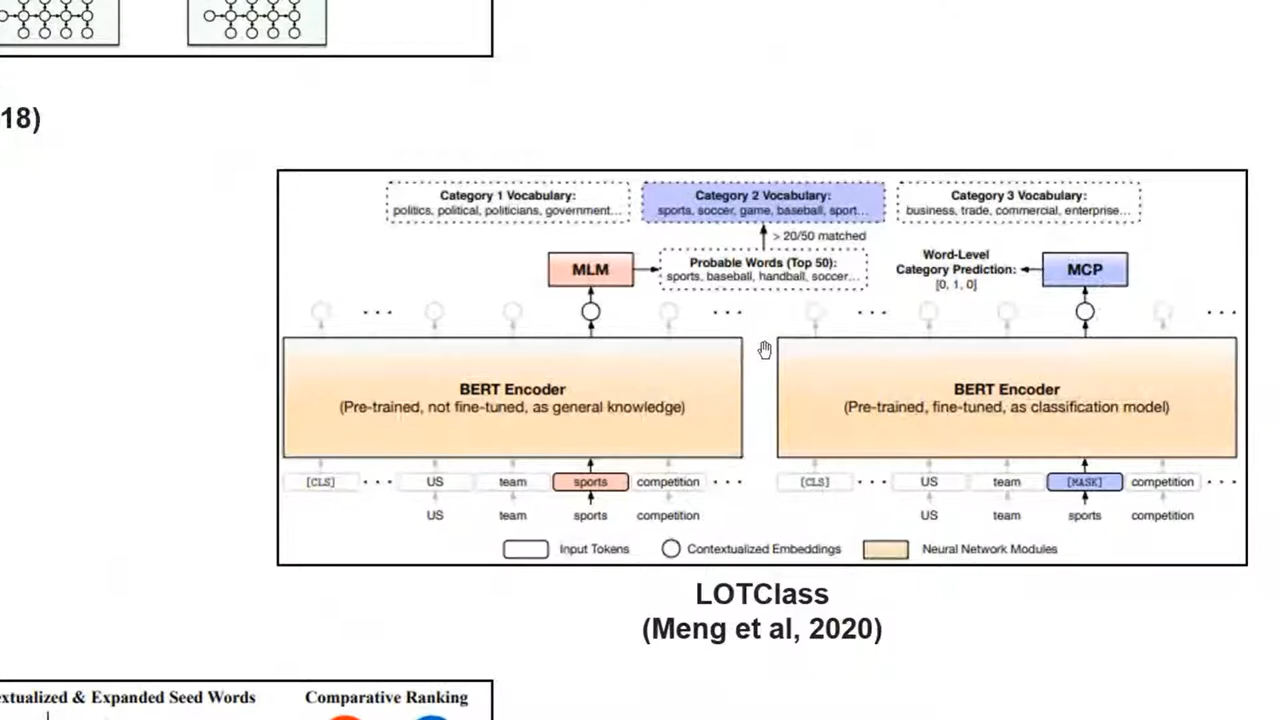 18)
Category 1 Vocabulary:
politics, political, politicians, government...
Category 2 Vocabulary:
sports, soccer, game, baseball, sport...
Category 3 Vocabulary:
business, trade, commercial, enterprise...
> 20/50 matched
MLM
Probable Words (Top 50):
sports, baseball, handball, soccer...
Word-Level
Category Prediction:
[0, 1, 0]
MCP
BERT Encoder
(Pre-trained, not fine-tuned, as general knowledge)
BERT Encoder
(Pre-trained, fine-tuned, as classification model)
[CLS] ... US team sports competition ...
[CLS] ... US team [MASK] competition ...
US team sports competition
US team sports competition
Input Tokens
Contextualized Embeddings
Neural Network Modules
LOTClass
(Meng et al, 2020)
extualized & Expanded Seed Words
Comparative Ranking